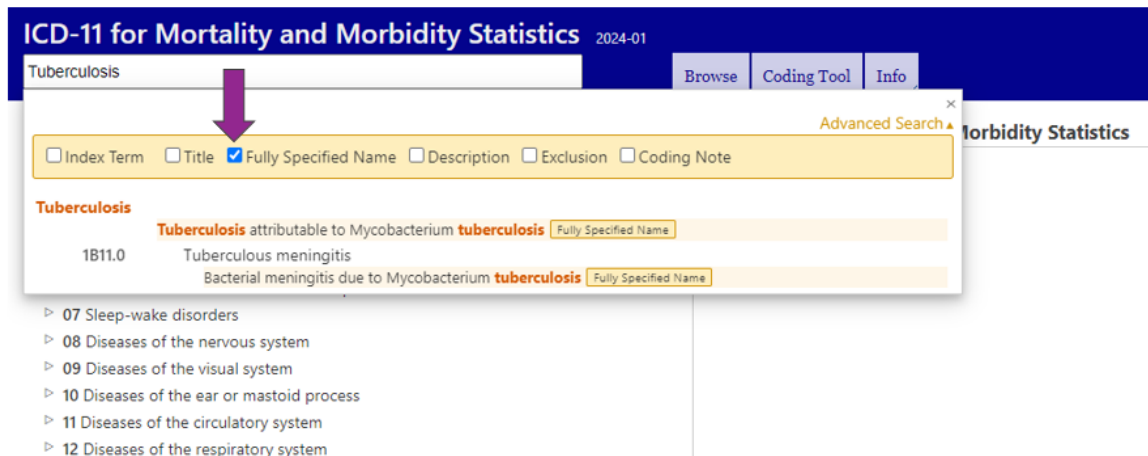 ICD-11 for Mortality and Morbidity Statistics 2024-01
Tuberculosis
Browse Coding Tool Info
Advanced Search
Morbidity Statistics
Index Term Title Fully Specified Name Description Exclusion Coding Note
Tuberculosis
Tuberculosis attributable to Mycobacterium tuberculosis Fully Specified Name
1B11.0 Tuberculous meningitis
Bacterial meningitis due to Mycobacterium tuberculosis Fully Specified Name
07 Sleep-wake disorders
08 Diseases of the nervous system
09 Diseases of the visual system
10 Diseases of the ear or mastoid process
11 Diseases of the circulatory system
12 Diseases of the respiratory system